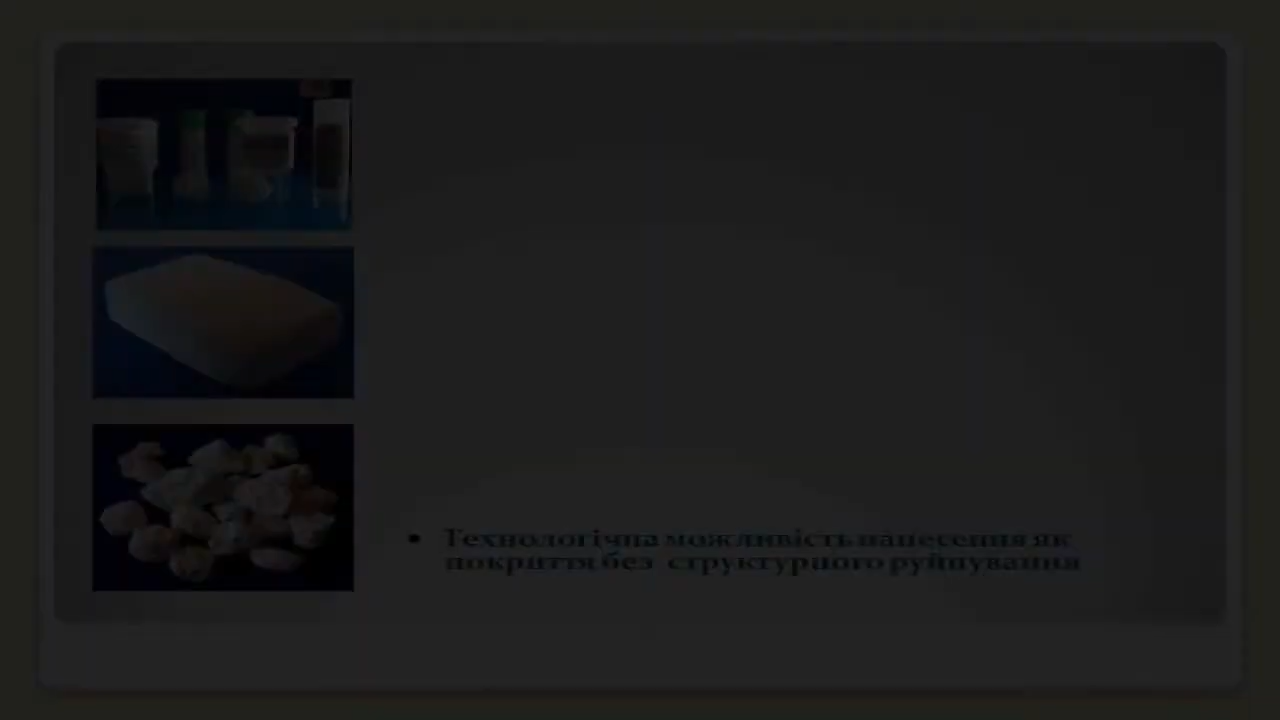 • Технологічна можливість нанесення як
покриття без структурного руйнування